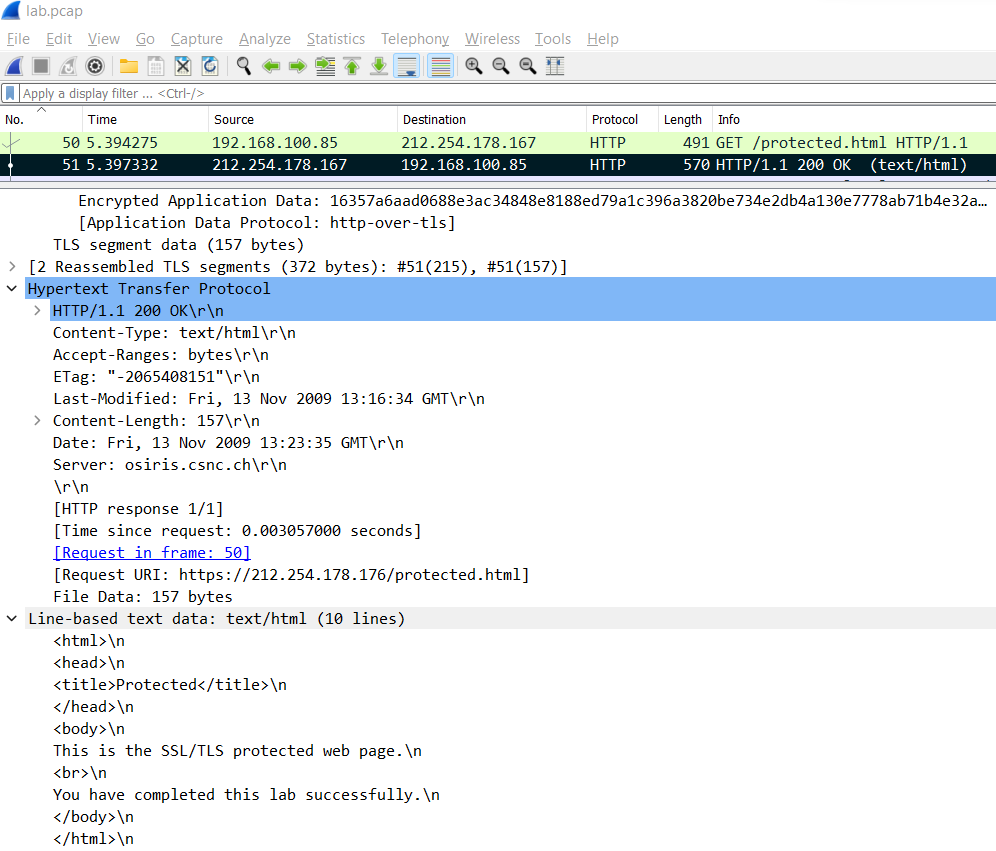 lab.pcap
File Edit View Go Capture Analyze Statistics Telephony Wireless Tools Help
Apply a display filter ... <Ctrl-/>
No. Time Source Destination Protocol Length Info
50 5.394275 192.168.100.85 212.254.178.167 HTTP 491 GET /protected.html HTTP/1.1
51 5.397332 212.254.178.167 192.168.100.85 HTTP 570 HTTP/1.1 200 OK (text/html)
Encrypted Application Data: 16357a6aad0688e3ac34848e8188ed79a1c396a3820be734e2db4a130e7778ab71b4e32a…
[Application Data Protocol: http-over-tls]
TLS segment data (157 bytes)
[2 Reassembled TLS segments (372 bytes): #51(215), #51(157)]
Hypertext Transfer Protocol
HTTP/1.1 200 OK\r\n
Content-Type: text/html\r\n
Accept-Ranges: bytes\r\n
ETag: "-2065408151"\r\n
Last-Modified: Fri, 13 Nov 2009 13:16:34 GMT\r\n
Content-Length: 157\r\n
Date: Fri, 13 Nov 2009 13:23:35 GMT\r\n
Server: osiris.csnc.ch\r\n
\r\n
[HTTP response 1/1]
[Time since request: 0.003057000 seconds]
[Request in frame: 50]
[Request URI: https://212.254.178.176/protected.html]
File Data: 157 bytes
Line-based text data: text/html (10 lines)
<html>\n
<head>\n
<title>Protected</title>\n
</head>\n
<body>\n
This is the SSL/TLS protected web page.\n
<br>\n
You have completed this lab successfully.\n
</body>\n
</html>\n